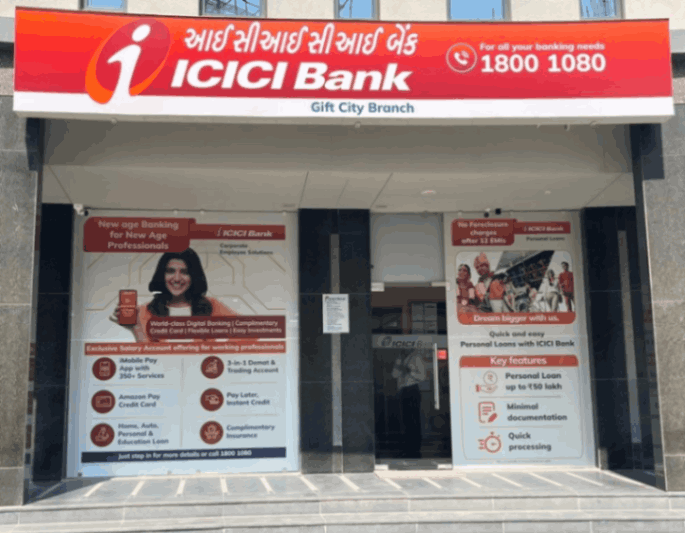 આઈસીઆઈસીઆઈ બેંક
ICICI Bank
For all your banking needs
1800 1080
Gift City Branch
New age Banking
for New Age
Professionals
ICICI Bank
Corporate
Employee Solutions
World-class Digital Banking | Complimentary
Credit Card | Flexible Loans | Easy Investments
Exclusive Salary Account offering for working professionals
iMobile Pay
App with
350+ Services
3-in-1 Demat &
Trading Account
Amazon Pay
Credit Card
Pay Later,
Instant Credit
Home, Auto,
Personal &
Education Loan
Complimentary
Insurance
Just step in for more details or call 1800 1080
ICICI Bank
No Foreclosure
charges
after 12 EMIs
ICICI Bank
Personal Loans
Dream bigger with us.
Quick and easy
Personal Loans with ICICI Bank
Key features
Personal Loan
up to ₹50 lakh
Minimal
documentation
Quick
processing